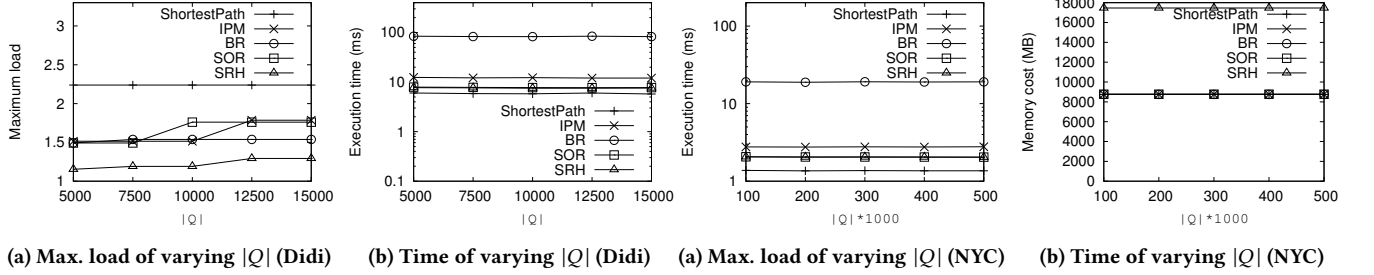 Maximum load
3
2.5
2
1.5
1
ShortestPath
IPM
BR
SOR
SRH
5000 7500 10000 12500 15000
|Q|
(a) Max. load of varying |Q| (Didi)
Execution time (ms)
100
10
1
0.1
ShortestPath
IPM
BR
SOR
SRH
5000 7500 10000 12500 15000
|Q|
(b) Time of varying |Q| (Didi)
Execution time (ms)
100
10
1
ShortestPath
IPM
BR
SOR
SRH
100 200 300 400 500
|Q|*1000
(a) Max. load of varying |Q| (NYC)
Memory cost (MB)
18000
16000
14000
12000
10000
8000
6000
4000
2000
0
ShortestPath
IPM
BR
SOR
SRH
100 200 300 400 500
|Q|*1000
(b) Time of varying |Q| (NYC)